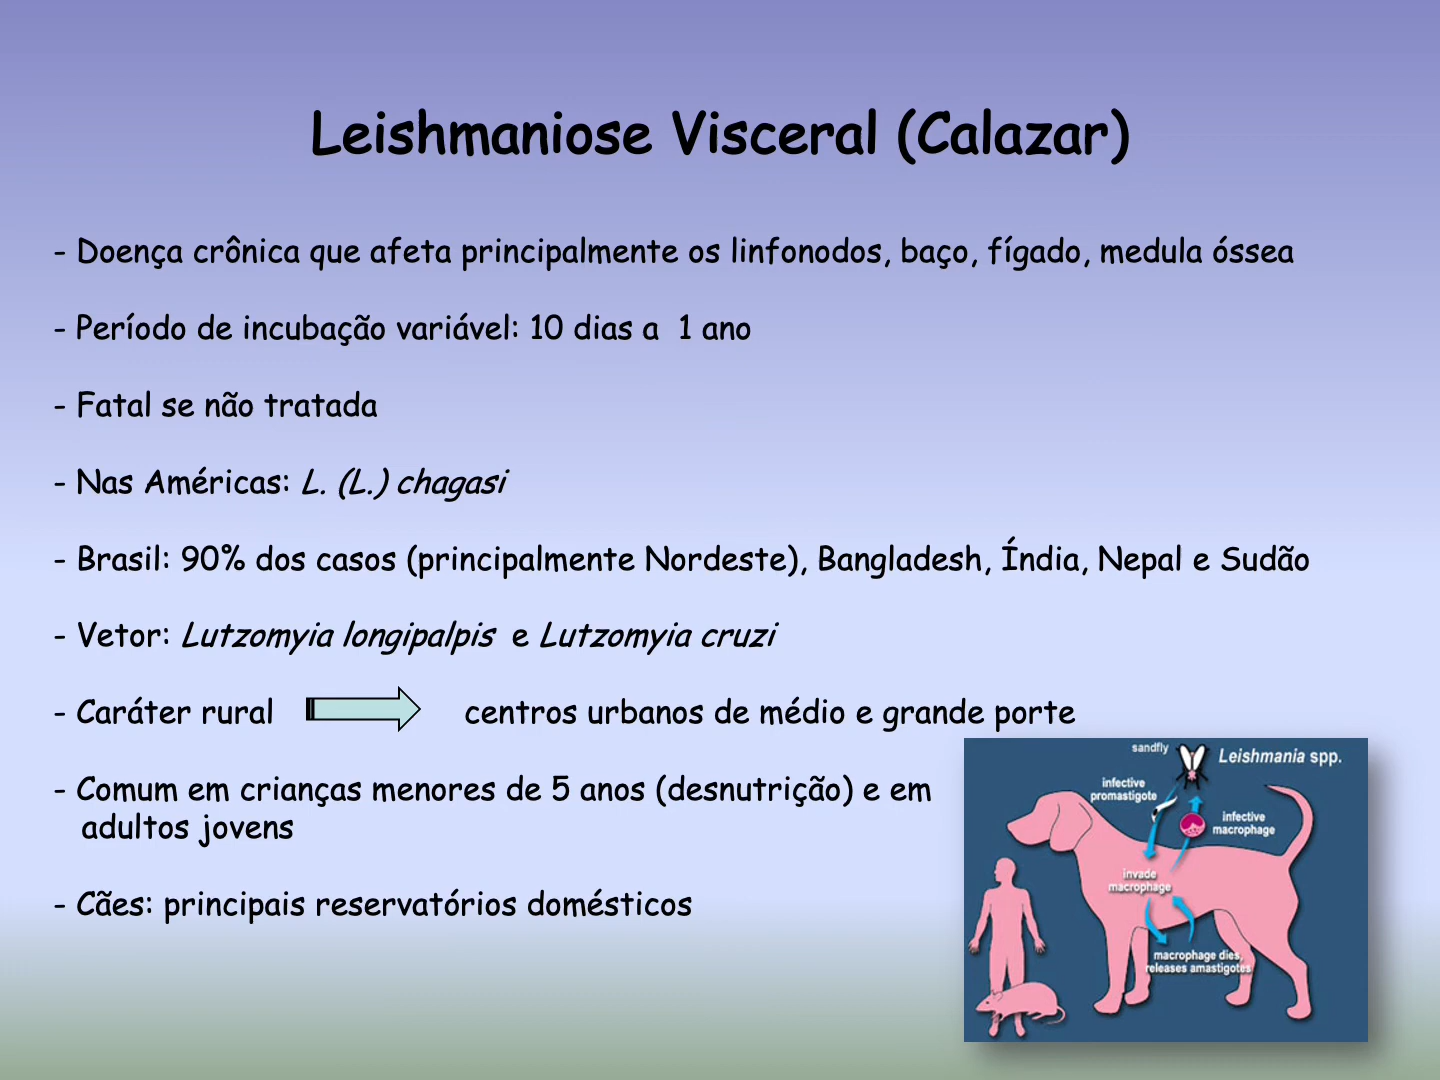 Leishmaniose Visceral (Calazar)
- Doença crônica que afeta principalmente os linfonodos, baço, fígado, medula óssea
- Período de incubação variável: 10 dias a 1 ano
- Fatal se não tratada
- Nas Américas: L. (L.) chagasi
- Brasil: 90% dos casos (principalmente Nordeste), Bangladesh, Índia, Nepal e Sudão
- Vetor: Lutzomyia longipalpis e Lutzomyia cruzi
- Caráter rural centros urbanos de médio e grande porte
- Comum em crianças menores de 5 anos (desnutrição) e em
adultos jovens
- Cães: principais reservatórios domésticos
sandfly
Leishmania spp.
infective
promastigote
infective
macrophage
invade
macrophage
macrophage dies,
releases amastigotes